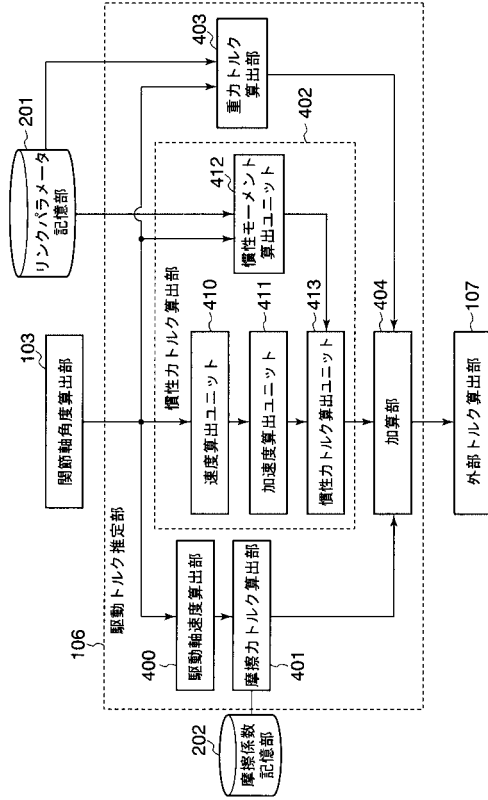 201
リンクパラメータ
記憶部
103
関節軸角度算出部
106
駆動トルク推定部
403
重力トルク
算出部
402
慣性力トルク算出部
412
慣性モーメント
算出ユニット
410
速度算出ユニット
411
加速度算出ユニット
413
慣性力トルク算出ユニット
400
駆動軸速度算出部
401
摩擦力トルク算出部
202
摩擦係数
記憶部
404
加算部
107
外部トルク算出部